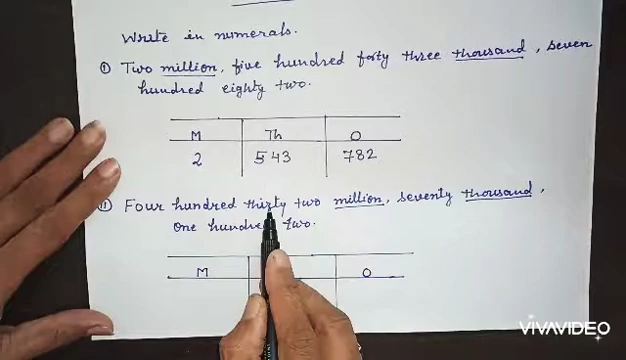 Write in numerals.
① Two million, five hundred forty three thousand, seven
hundred eighty two.
M Th O
2 543 782
⑪ Four hundred thirty two million, seventy thousand,
one hundred two.
M O
VIVAVIDEO